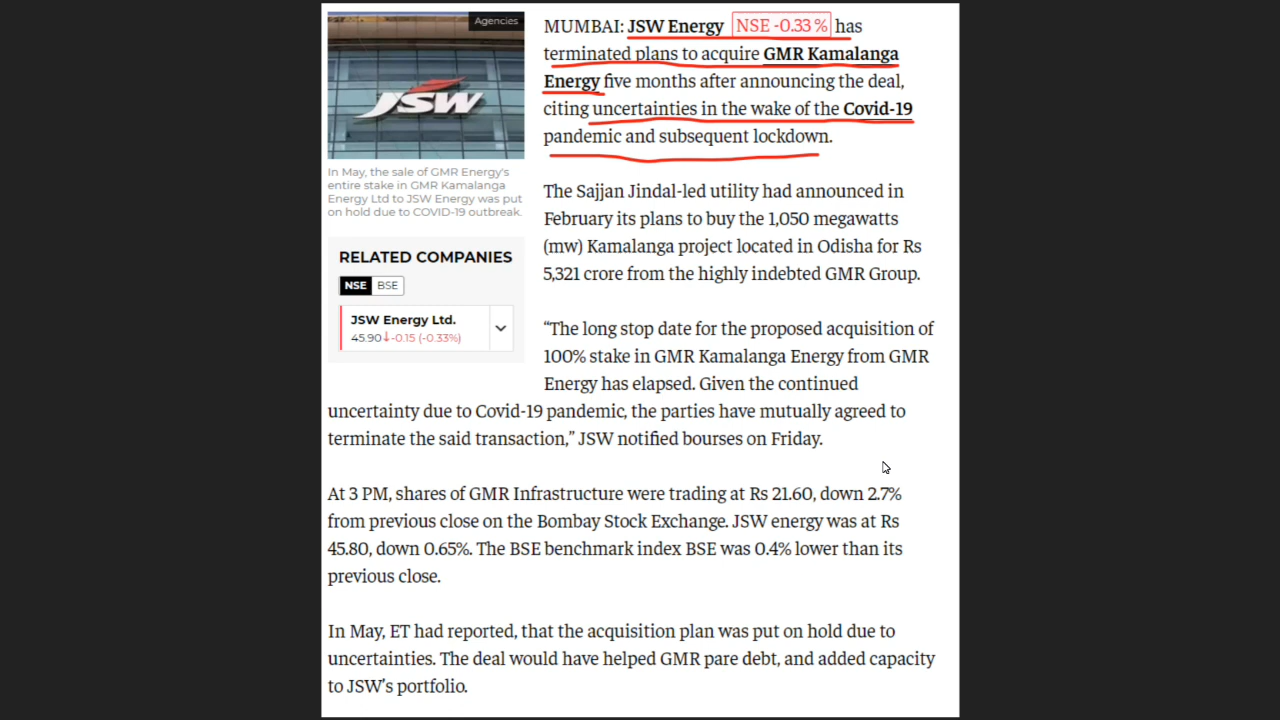 Agencies
JSW
In May, the sale of GMR Energy's
entire stake in GMR Kamalanga
Energy Ltd to JSW Energy was put
on hold due to COVID-19 outbreak.
RELATED COMPANIES
NSE BSE
JSW Energy Ltd.
45.90↓-0.15 (-0.33%)
MUMBAI: JSW Energy NSE -0.33 % has
terminated plans to acquire GMR Kamalanga
Energy five months after announcing the deal,
citing uncertainties in the wake of the Covid-19
pandemic and subsequent lockdown.
The Sajjan Jindal-led utility had announced in
February its plans to buy the 1,050 megawatts
(mw) Kamalanga project located in Odisha for Rs
5,321 crore from the highly indebted GMR Group.
“The long stop date for the proposed acquisition of
100% stake in GMR Kamalanga Energy from GMR
Energy has elapsed. Given the continued
uncertainty due to Covid-19 pandemic, the parties have mutually agreed to
terminate the said transaction,” JSW notified bourses on Friday.
At 3 PM, shares of GMR Infrastructure were trading at Rs 21.60, down 2.7%
from previous close on the Bombay Stock Exchange. JSW energy was at Rs
45.80, down 0.65%. The BSE benchmark index BSE was 0.4% lower than its
previous close.
In May, ET had reported, that the acquisition plan was put on hold due to
uncertainties. The deal would have helped GMR pare debt, and added capacity
to JSW’s portfolio.